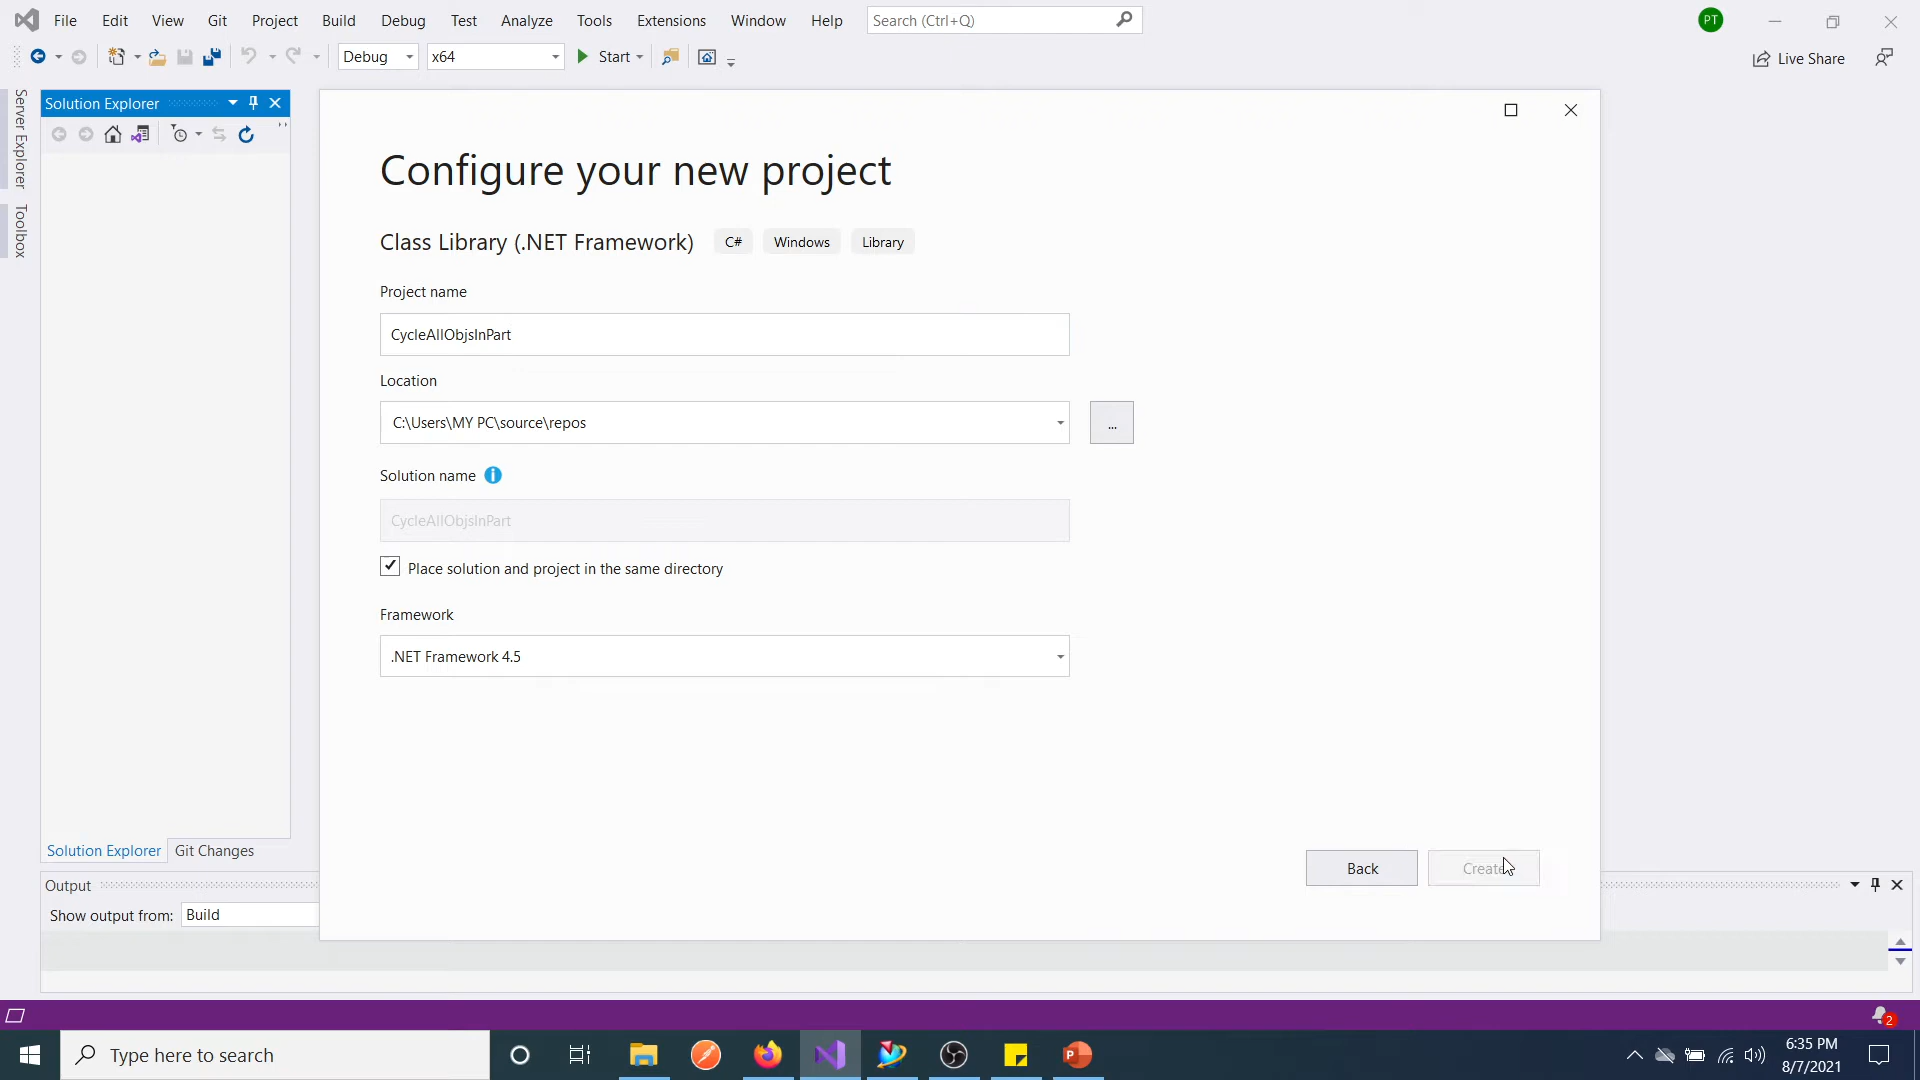 File Edit View Git Project Build Debug Test Analyze Tools Extensions Window Help Search (Ctrl+Q) PT
Debug x64 Start Live Share
Server Explorer
Toolbox
Solution Explorer
Configure your new project
Class Library (.NET Framework) C# Windows Library
Project name
CycleAllObjsInPart
Location
C:\Users\MY PC\source\repos
...
Solution name
CycleAllObjsInPart
Place solution and project in the same directory
Framework
.NET Framework 4.5
Back Create
Solution Explorer Git Changes
Output
Show output from: Build
2
Type here to search
6:35 PM
8/7/2021